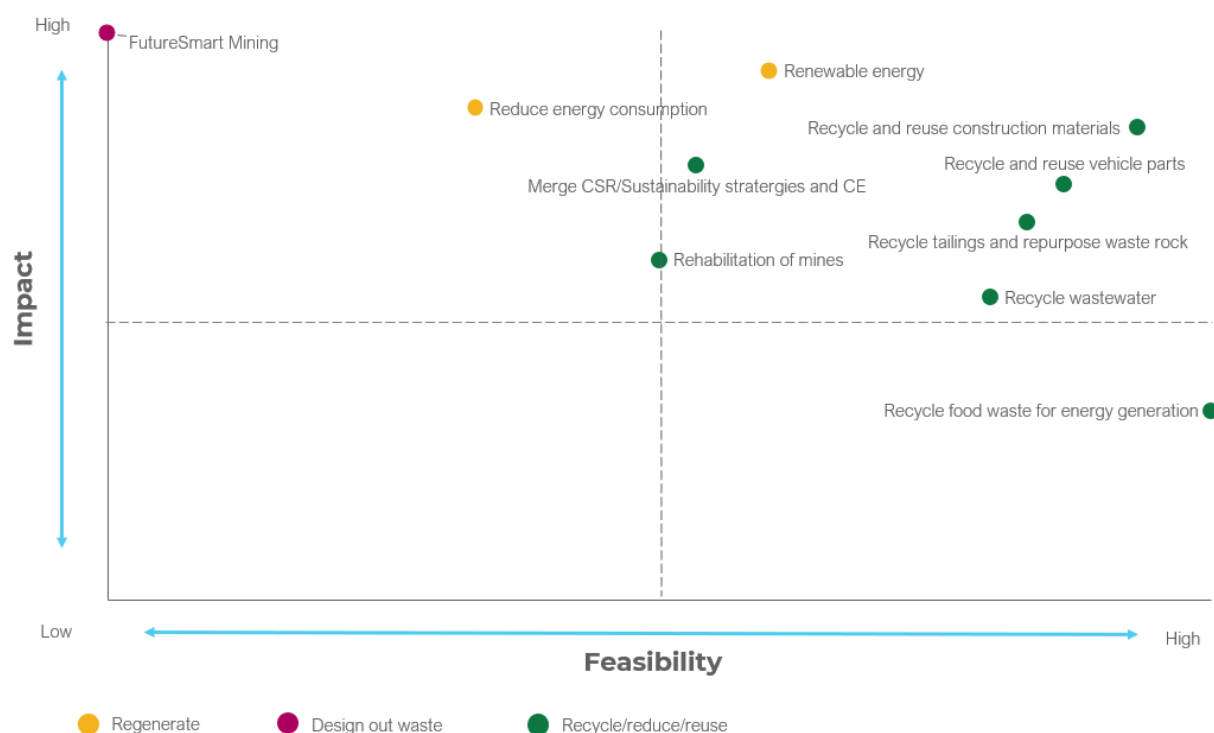 High
FutureSmart Mining
Renewable energy
Reduce energy consumption
Recycle and reuse construction materials
Recycle and reuse vehicle parts
Merge CSR/Sustainability stratergies and CE
Recycle tailings and repurpose waste rock
Rehabilitation of mines
Recycle wastewater
Impact
Recycle food waste for energy generation
Low
High
Feasibility
Regenerate
Design out waste
Recycle/reduce/reuse